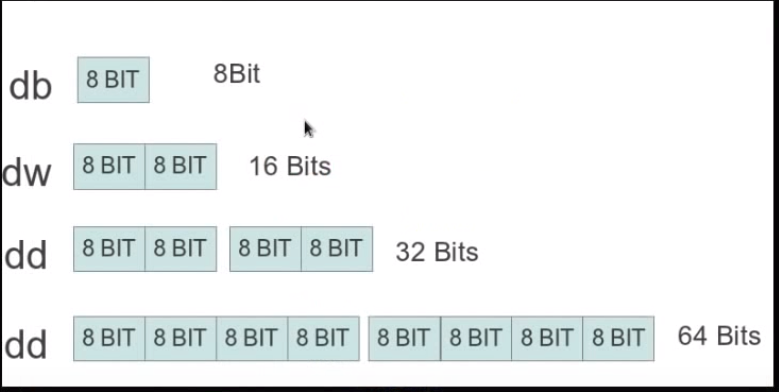 db 8 BIT 8Bit
dw 8 BIT 8 BIT 16 Bits
dd 8 BIT 8 BIT 8 BIT 8 BIT 32 Bits
dd 8 BIT 8 BIT 8 BIT 8 BIT 8 BIT 8 BIT 8 BIT 8 BIT 64 Bits